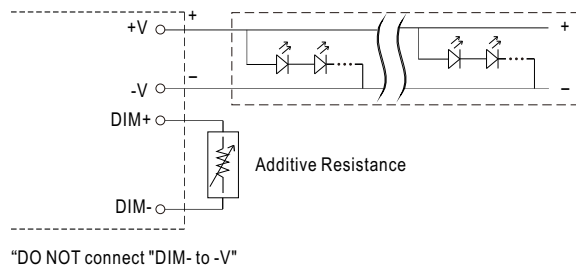 +
+V
+
-
-V
-
DIM+
Additive Resistance
DIM-
“DO NOT connect "DIM- to -V"